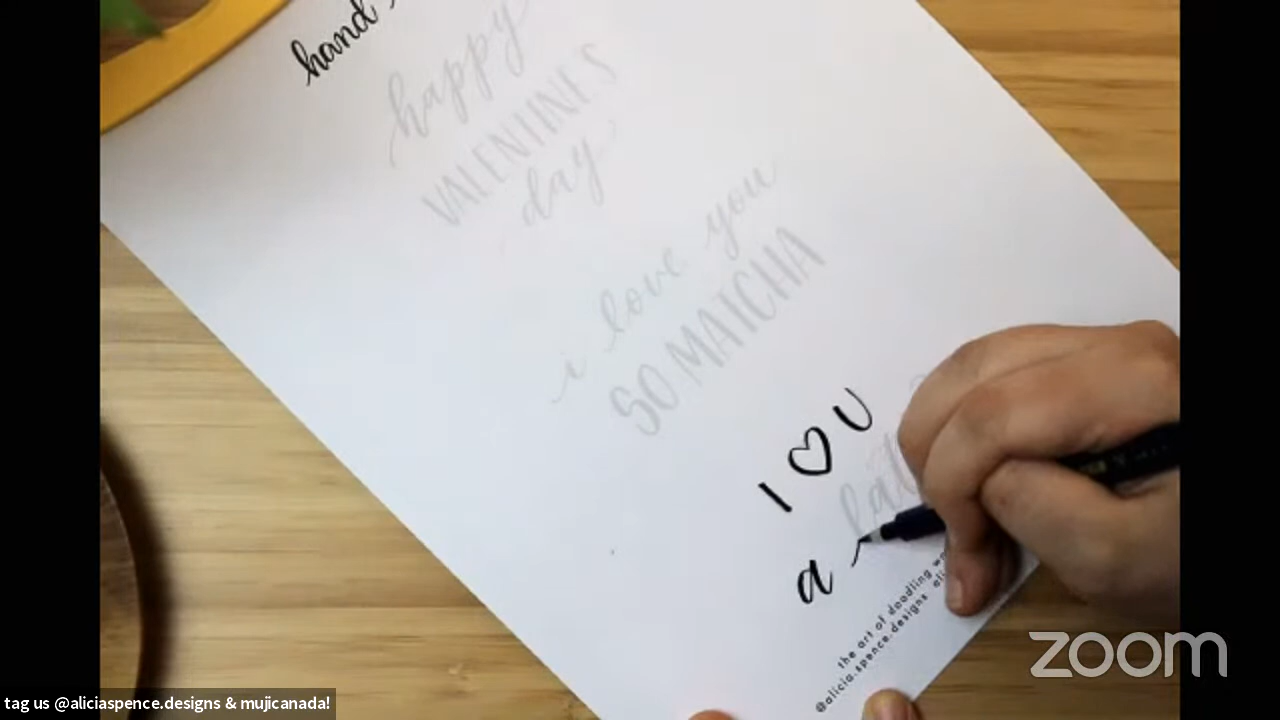 hand
happy
VALENTINES
day
i love you
SO MATCHA
I ♡ U
a lat
the art of doodling
@alicia.spence.designs
zoom
tag us @aliciaspence.designs & mujicanada!